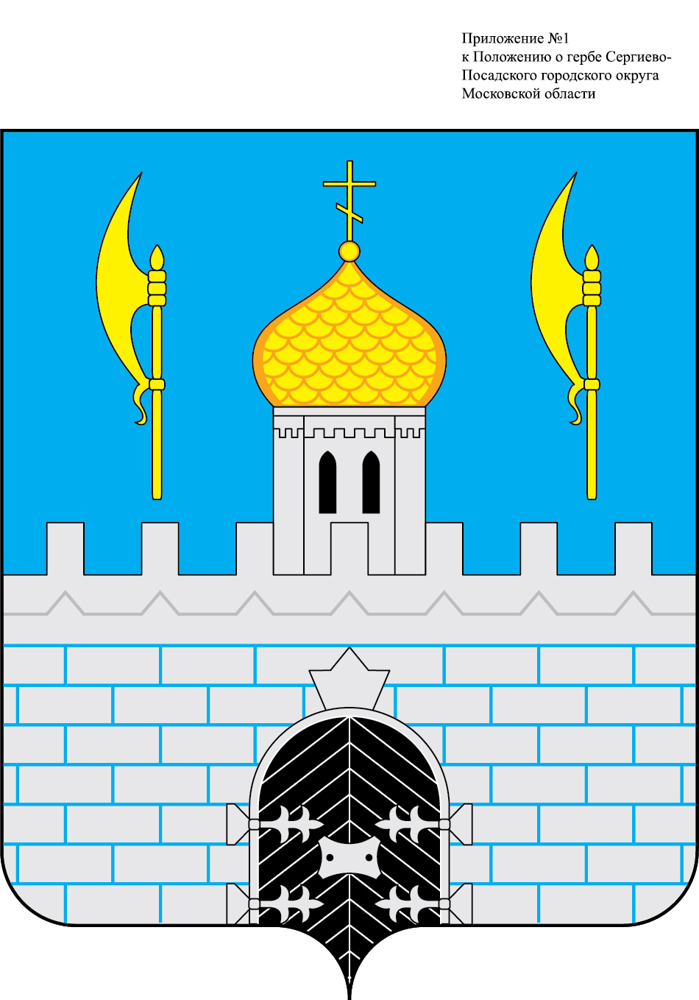 Приложение №1
к Положению о гербе Сергиево-
Посадского городского округа
Московской области